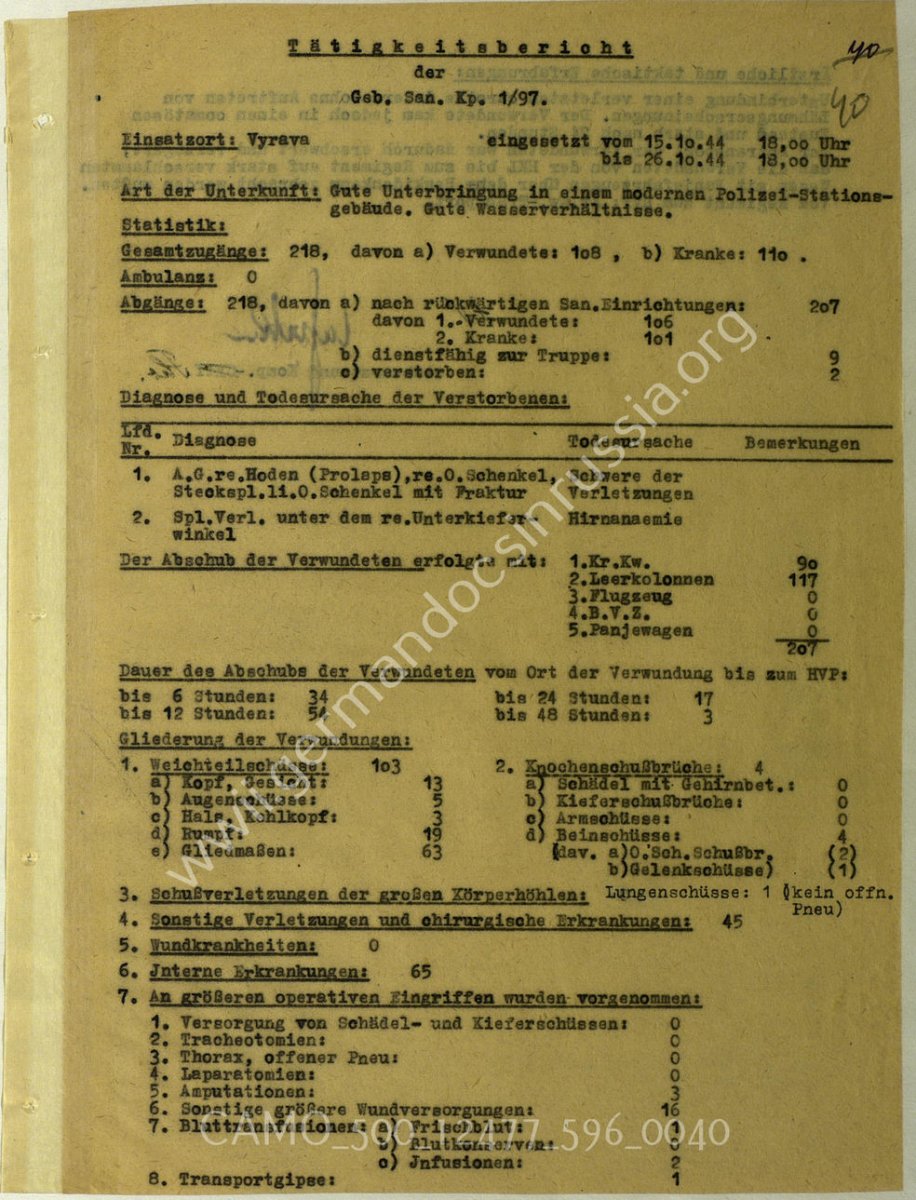 Tätigkeitsbericht
40
der
Geb. San. Kp. 1/97.
40
Einsatzort: Vyrava eingesetzt vom 15.1o.44 18,oo Uhr
bis 26.1o.44 18,oo Uhr
Art der Unterkunft: Gute Unterbringung in einem modernen Polizei-Stations-
gebäude. Gute Wasserverhältnisse.
Statistik:
Gesamtzugänge: 218, davon a) Verwundete: 1o8 , b) Kranke: 11o .
Ambulanz: 0
Abgänge: 218, davon a) nach rückwärtigen San.Einrichtungen: 2o7
davon 1. Verwundete: 1o6
2. Kranke: 1o1
b) dienstfähig zur Truppe: 9
c) verstorben: 2
Diagnose und Todesursache der Verstorbenen:
Lfd. Nr. Diagnose Todesursache Bemerkungen
1. A.G.re.Hoden (Prolaps),re.O.Schenkel, Schwere der
Steckspl.li.O.Schenkel mit Fraktur Verletzungen
2. Spl.Verl. unter dem re.Unterkiefer- Hirnanaemie
winkel
Der Abschub der Verwundeten erfolgte mit: 1.Kr.Kw. 9o
2.Leerkolonnen 117
3.Flugzeug 0
4.B.V.Z. 0
5.Panjewagen 0
2o7
Dauer des Abschubs der Verwundeten vom Ort der Verwundung bis zum HVP:
bis 6 Stunden: 34 bis 24 Stunden: 17
bis 12 Stunden: 54 bis 48 Stunden: 3
Gliederung der Verwundungen:
1. Weichteilschüsse: 1o3 2. Knochenschußbrüche: 4
a) Kopf, Gesicht: 13 a) Schädel mit Gehirnbet.: 0
b) Augenschüsse: 5 b) Kieferschußbrüche: 0
c) Hals, Kehlkopf: 3 c) Armschüsse: 0
d) Rumpf: 19 d) Beinschüsse: 4
e) Gliedmaßen: 63 (dav. a)O.Sch.Schußbr. (2)
b)Gelenkschüsse) (1)
3. Schußverletzungen der großen Körperhöhlen: Lungenschüsse: 1 (kein offn.
Pneu)
4. Sonstige Verletzungen und chirurgische Erkrankungen: 45
5. Wundkrankheiten: 0
6. Jnterne Erkrankungen: 65
7. An größeren operativen Eingriffen wurden vorgenommen:
1. Versorgung von Schädel- und Kieferschüssen: 0
2. Tracheotomien: 0
3. Thorax, offener Pneu: 0
4. Laparatomien: 0
5. Amputationen: 3
6. Sonstige größere Wundversorgungen: 16
7. Bluttransfusionen: a) Frischblut: 1
b) Blutkonserven: 0
c) Jnfusionen: 2
8. Transportgipse: 1
www.germandocsinrussia.org